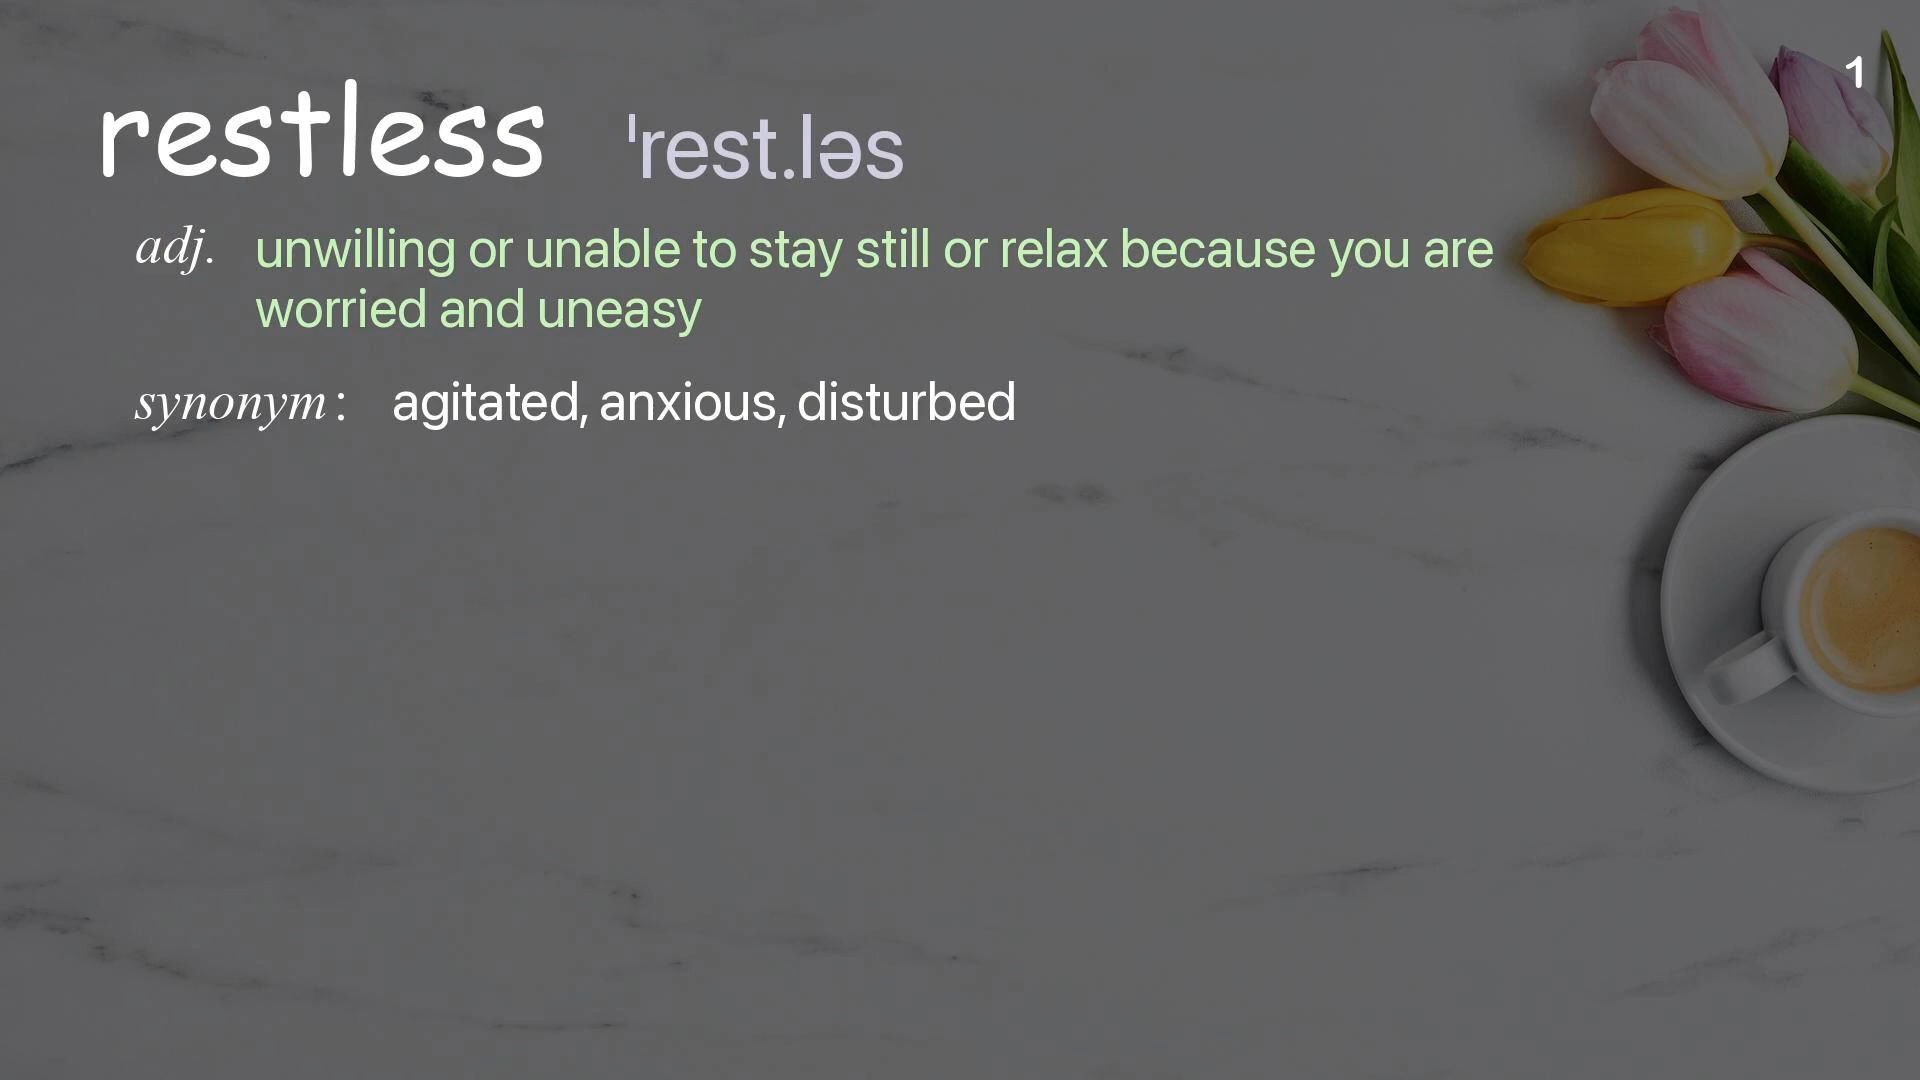 1
restless ˈrest.ləs
adj. unwilling or unable to stay still or relax because you are
worried and uneasy
synonym : agitated, anxious, disturbed